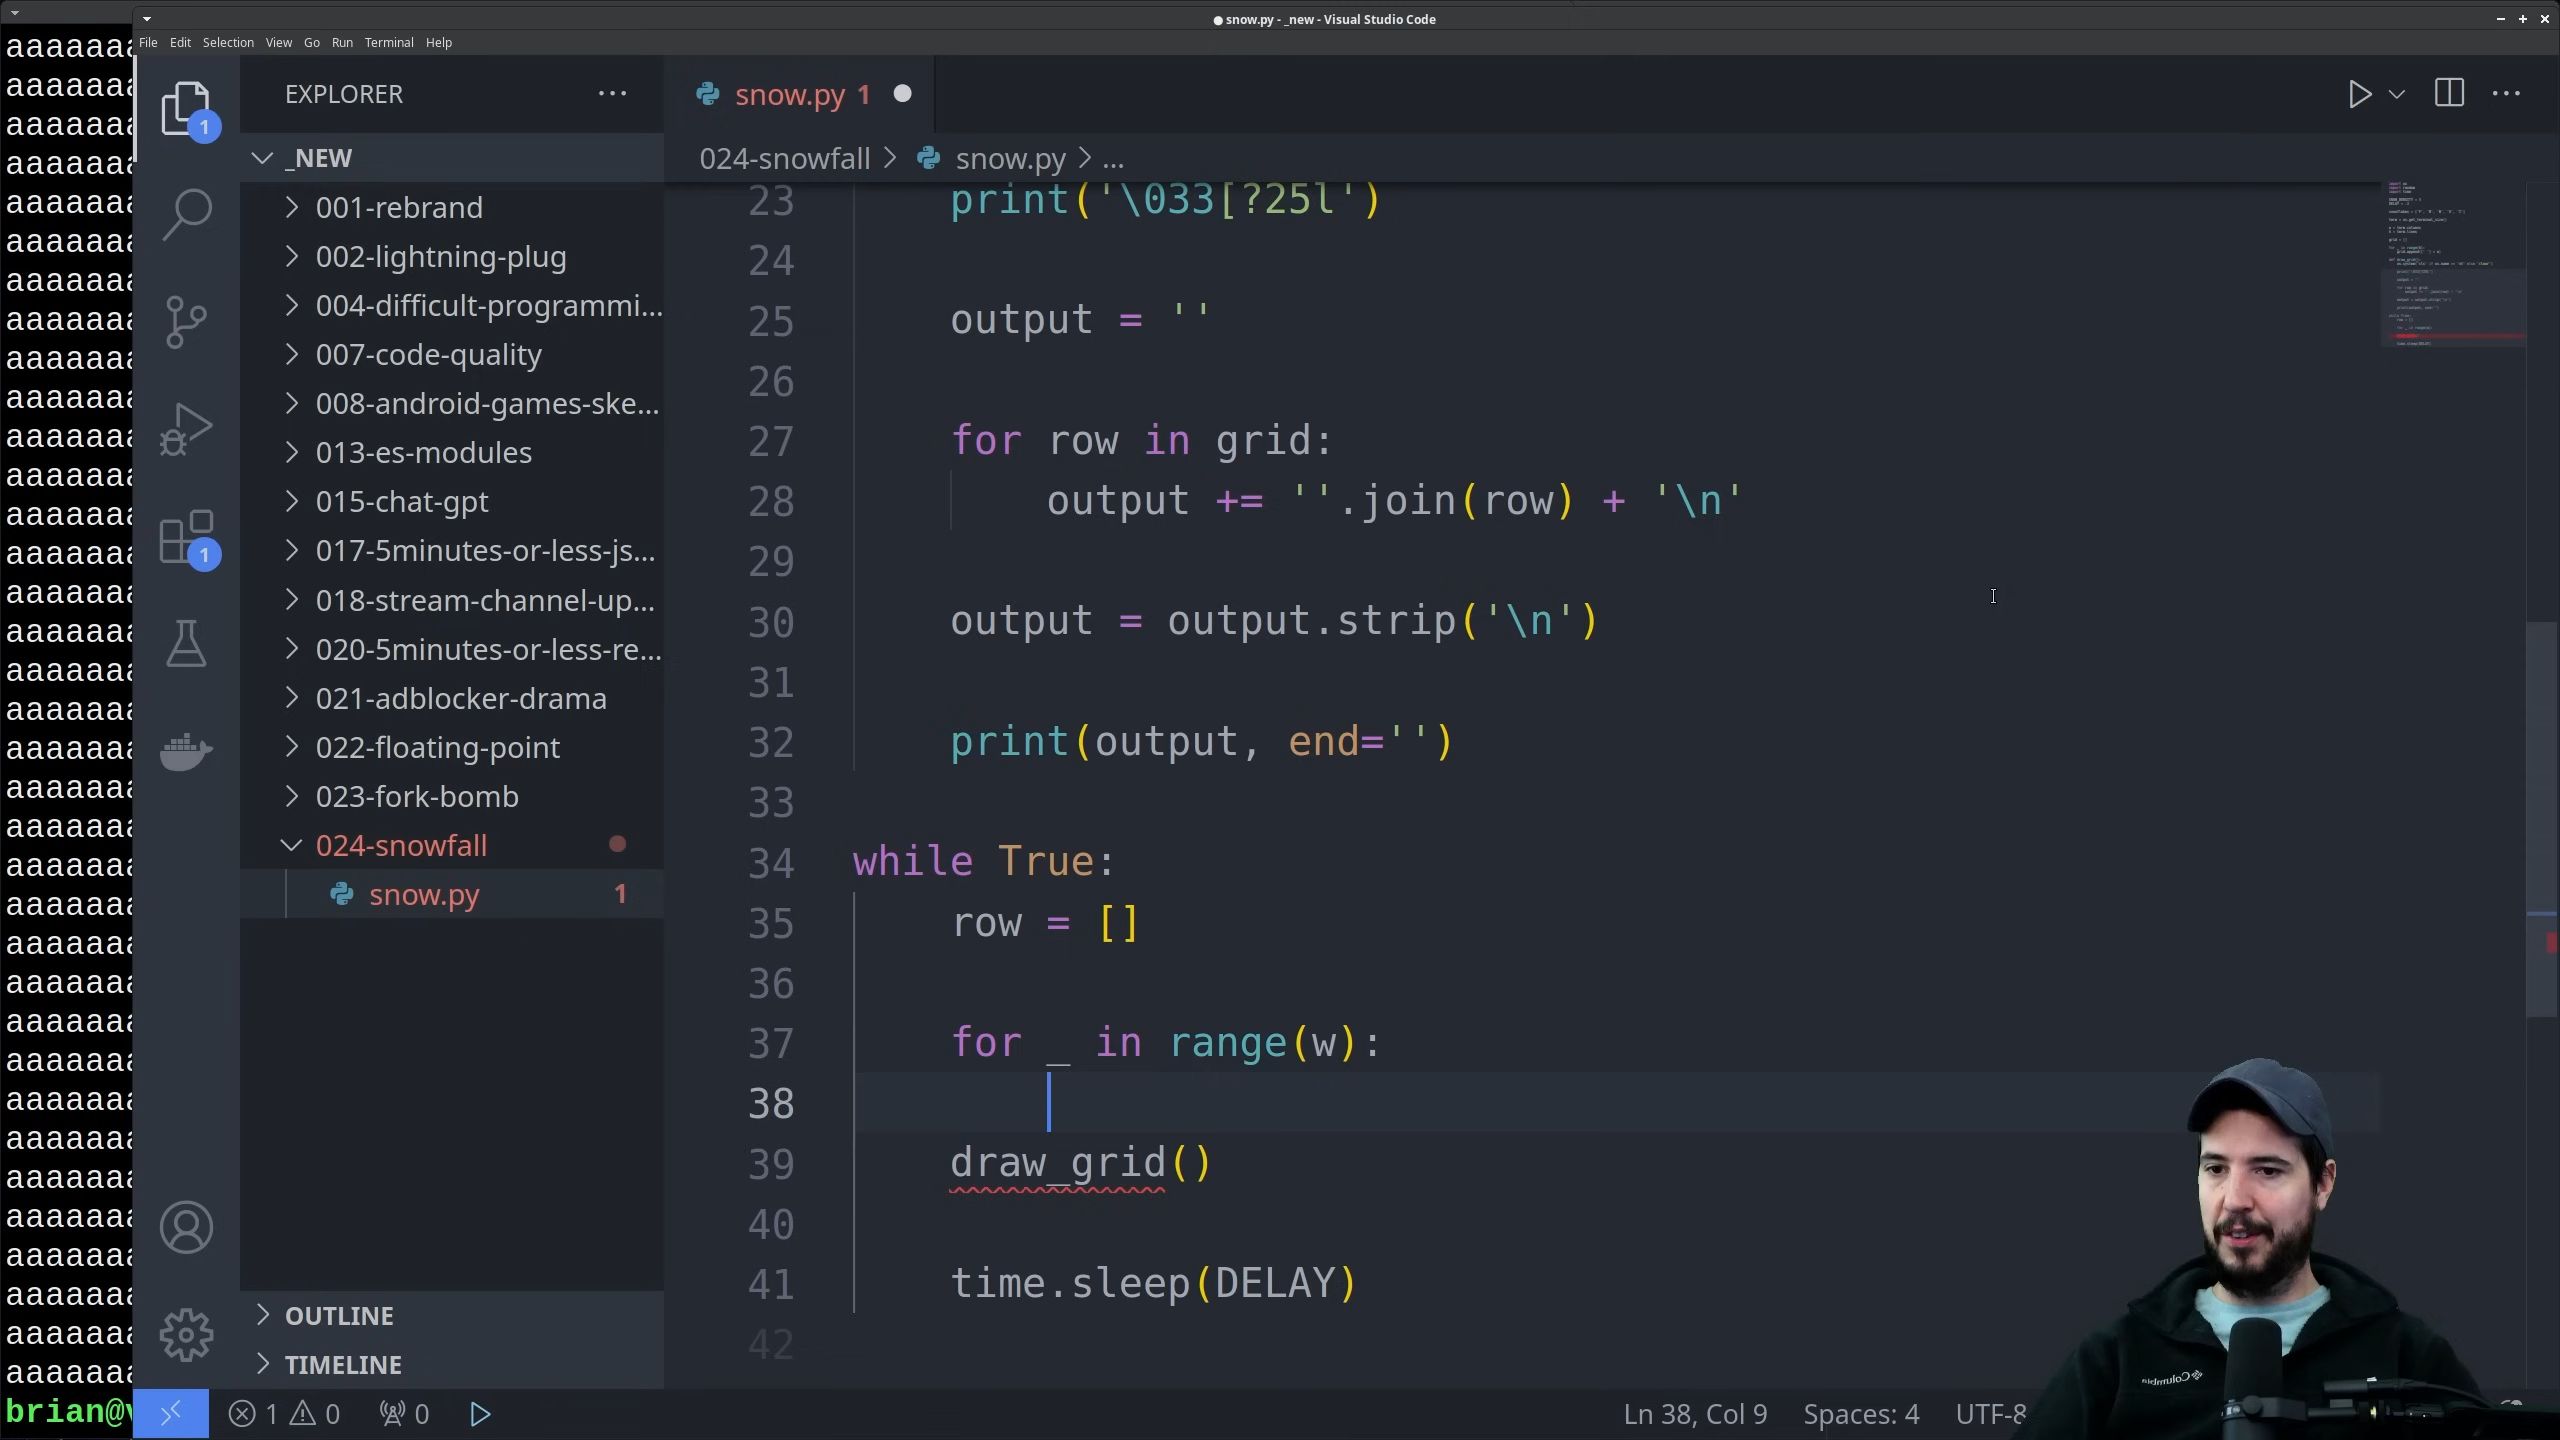 snow.py - _new - Visual Studio Code
File Edit Selection View Go Run Terminal Help
EXPLORER
_NEW
001-rebrand
002-lightning-plug
004-difficult-programmi...
007-code-quality
008-android-games-ske...
013-es-modules
015-chat-gpt
017-5minutes-or-less-js...
018-stream-channel-up...
020-5minutes-or-less-re...
021-adblocker-drama
022-floating-point
023-fork-bomb
024-snowfall
snow.py 1
OUTLINE
TIMELINE
1
1
snow.py 1
024-snowfall > snow.py > ...
23 print('\033[?25l')
24
25 output = ''
26
27 for row in grid:
28 output += ''.join(row) + '\n'
29
30 output = output.strip('\n')
31
32 print(output, end='')
33
34 while True:
35 row = []
36
37 for _ in range(w):
38
39 draw_grid()
40
41 time.sleep(DELAY)
42
brian@
1 0 0
Ln 38, Col 9 Spaces: 4 UTF-8
Columbia